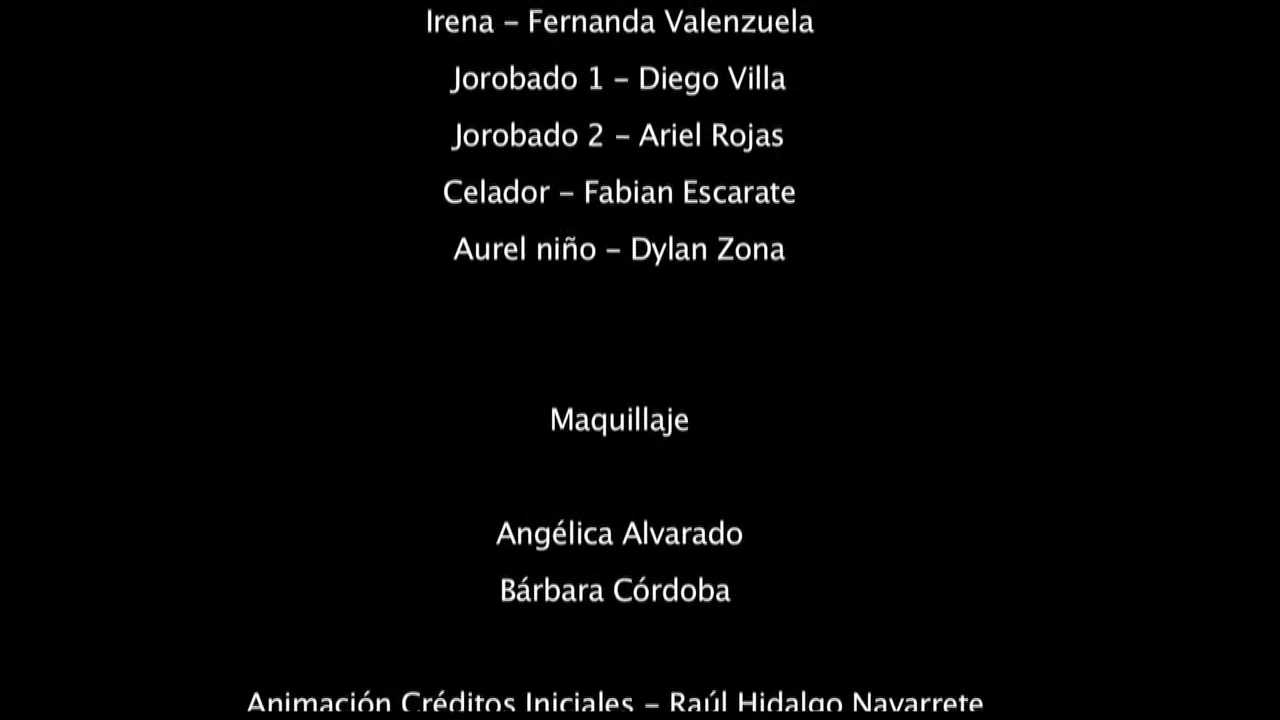 Irena – Fernanda Valenzuela
Jorobado 1 – Diego Villa
Jorobado 2 – Ariel Rojas
Celador – Fabian Escarate
Aurel niño – Dylan Zona
Maquillaje
Angélica Alvarado
Bárbara Córdoba
Animación Créditos Iniciales – Raúl Hidalgo Navarrete